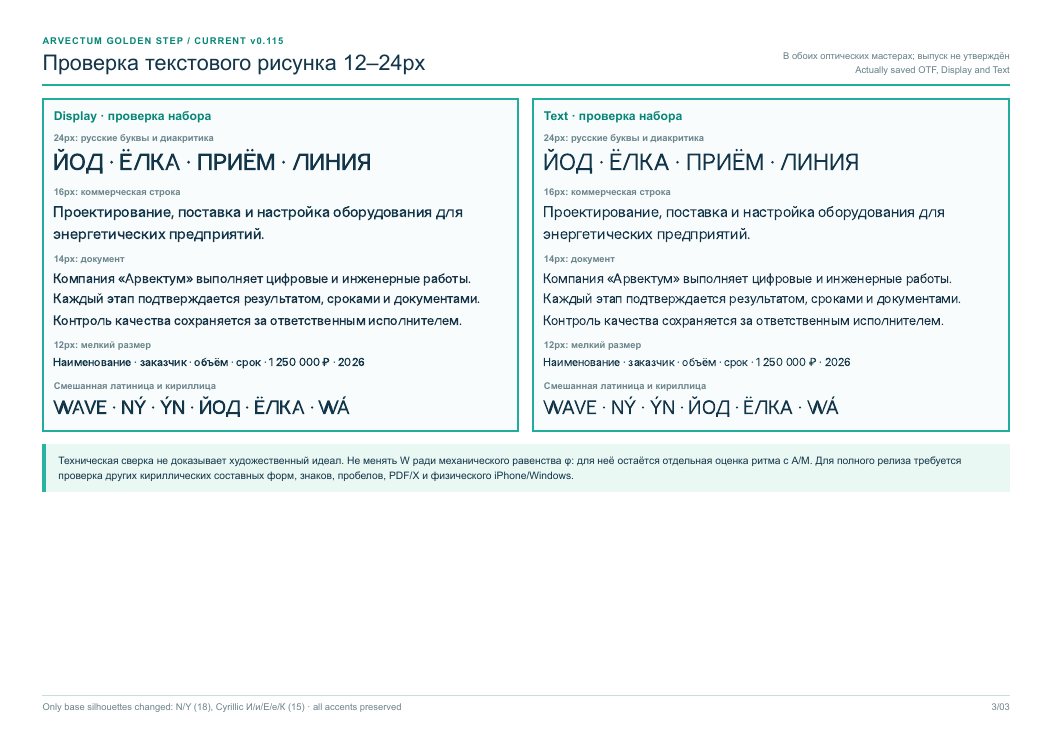 ARVECTUM GOLDEN STEP / CURRENT v0.115
Проверка текстового рисунка 12–24px
В обоих оптических мастерах; выпуск не утверждён
Actually saved OTF, Display and Text
Display · проверка набора
24px: русские буквы и диакритика
ЙОД · ЁЛКА · ПРИЁМ · ЛИНИЯ
16px: коммерческая строка
Проектирование, поставка и настройка оборудования для
энергетических предприятий.
14px: документ
Компания «Арвектум» выполняет цифровые и инженерные работы.
Каждый этап подтверждается результатом, сроками и документами.
Контроль качества сохраняется за ответственным исполнителем.
12px: мелкий размер
Наименование · заказчик · объём · срок · 1 250 000 ₽ · 2026
Смешанная латиница и кириллица
WAVE · NÝ · ÝN · ЙОД · ЁЛКА · WÁ
Text · проверка набора
24px: русские буквы и диакритика
ЙОД · ЁЛКА · ПРИЁМ · ЛИНИЯ
16px: коммерческая строка
Проектирование, поставка и настройка оборудования для
энергетических предприятий.
14px: документ
Компания «Арвектум» выполняет цифровые и инженерные работы.
Каждый этап подтверждается результатом, сроками и документами.
Контроль качества сохраняется за ответственным исполнителем.
12px: мелкий размер
Наименование · заказчик · объём · срок · 1 250 000 ₽ · 2026
Смешанная латиница и кириллица
WAVE · NÝ · ÝN · ЙОД · ЁЛКА · WÁ
Техническая сверка не доказывает художественный идеал. Не менять W ради механического равенства φ: для неё остаётся отдельная оценка ритма с A/M. Для полного релиза требуется
проверка других кириллических составных форм, знаков, пробелов, PDF/X и физического iPhone/Windows.
Only base silhouettes changed: N/Y (18), Cyrillic И/и/Е/е/К (15) · all accents preserved
3/03